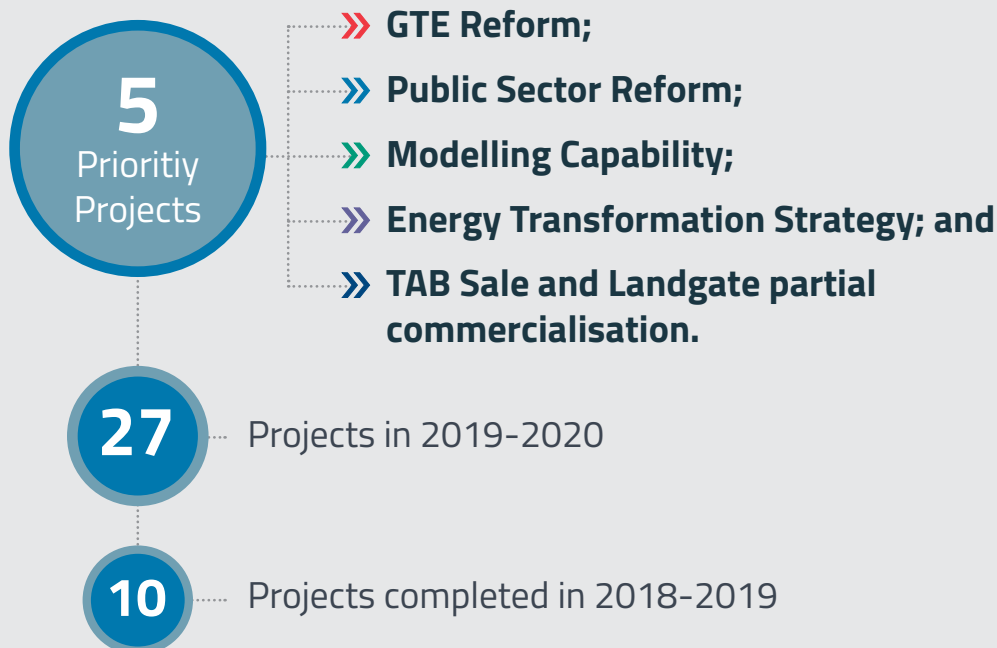 5
Prioritiy
Projects
GTE Reform;
Public Sector Reform;
Modelling Capability;
Energy Transformation Strategy; and
TAB Sale and Landgate partial
commercialisation.
27
Projects in 2019-2020
10
Projects completed in 2018-2019